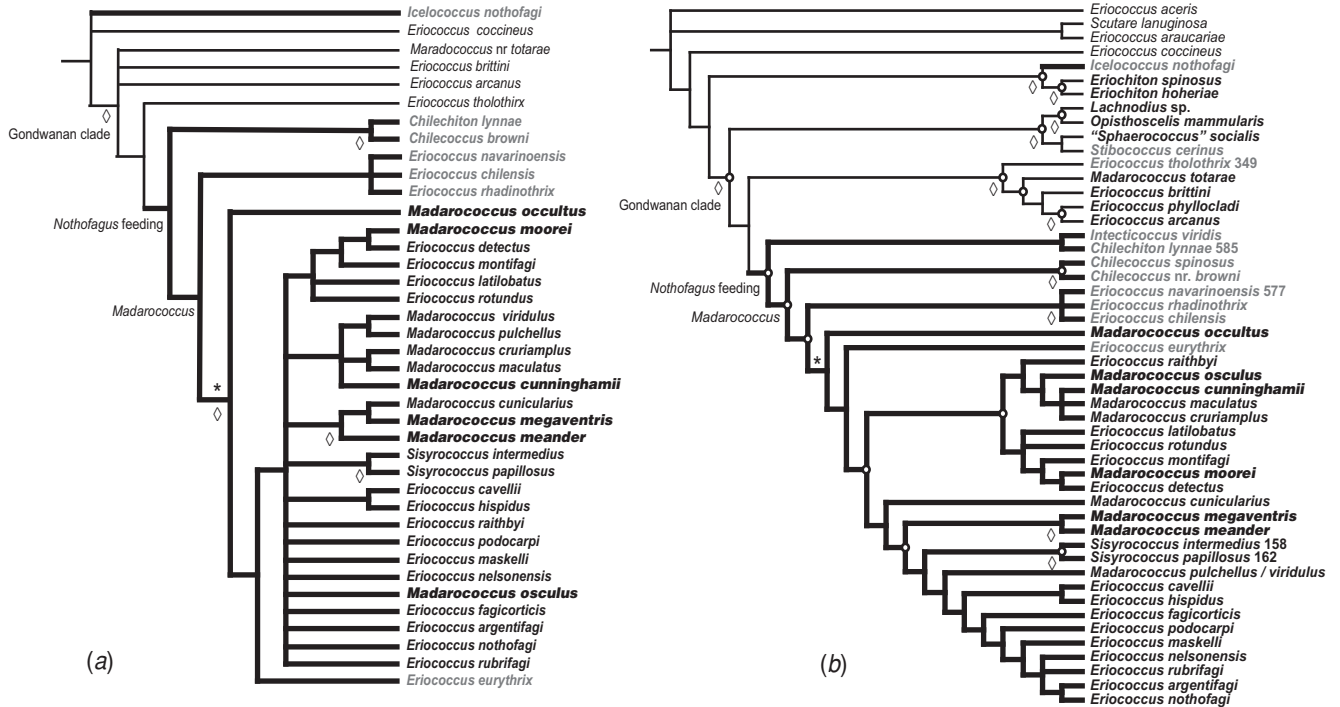 Icelococcus nothofagi
Eriococcus coccineus
Maradococcus nr totarae
Eriococcus brittini
Eriococcus arcanus
Eriococcus tholothirx
Gondwanan clade
Chilechiton lynnae
Chilecoccus browni
Eriococcus navarinoensis
Eriococcus chilensis
Eriococcus rhadinothrix
Nothofagus feeding
Madarococcus occultus
Madarococcus moorei
Eriococcus detectus
Eriococcus montifagi
Eriococcus latilobatus
Eriococcus rotundus
Madarococcus
Madarococcus viridulus
Madarococcus pulchellus
Madarococcus cruriamplus
Madarococcus maculatus
Madarococcus cunninghamii
*
Madarococcus cunicularius
Madarococcus megaventris
Madarococcus meander
Sisyrococcus intermedius
Sisyrococcus papillosus
Eriococcus cavellii
Eriococcus hispidus
Eriococcus raithbyi
Eriococcus podocarpi
Eriococcus maskelli
Eriococcus nelsonensis
Madarococcus osculus
Eriococcus fagicorticis
Eriococcus argentifagi
Eriococcus nothofagi
Eriococcus rubrifagi
Eriococcus eurythrix
(a)
Eriococcus aceris
Scutare lanuginosa
Eriococcus araucariae
Eriococcus coccineus
Icelococcus nothofagi
Eriochiton spinosus
Eriochiton hoheriae
Lachnodius sp.
Opisthoscelis mammularis
“Sphaerococcus” socialis
Stibococcus cerinus
Eriococcus tholothrix 349
Madarococcus totarae
Eriococcus brittini
Eriococcus phyllocladi
Eriococcus arcanus
Gondwanan clade
Intecticoccus viridis
Chilechiton lynnae 585
Chilecoccus spinosus
Chilecoccus nr. browni
Nothofagus feeding
Eriococcus navarinoensis 577
Eriococcus rhadinothrix
Eriococcus chilensis
Madarococcus
Madarococcus occultus
Eriococcus eurythrix
*
Eriococcus raithbyi
Madarococcus osculus
Madarococcus cunninghamii
Madarococcus maculatus
Madarococcus cruriamplus
Eriococcus latilobatus
Eriococcus rotundus
Eriococcus montifagi
Madarococcus moorei
Eriococcus detectus
Madarococcus cunicularius
Madarococcus megaventris
Madarococcus meander
Sisyrococcus intermedius 158
Sisyrococcus papillosus 162
Madarococcus pulchellus / viridulus
Eriococcus cavellii
Eriococcus hispidus
Eriococcus fagicorticis
Eriococcus podocarpi
Eriococcus maskelli
Eriococcus nelsonensis
Eriococcus rubrifagi
Eriococcus argentifagi
Eriococcus nothofagi
(b)